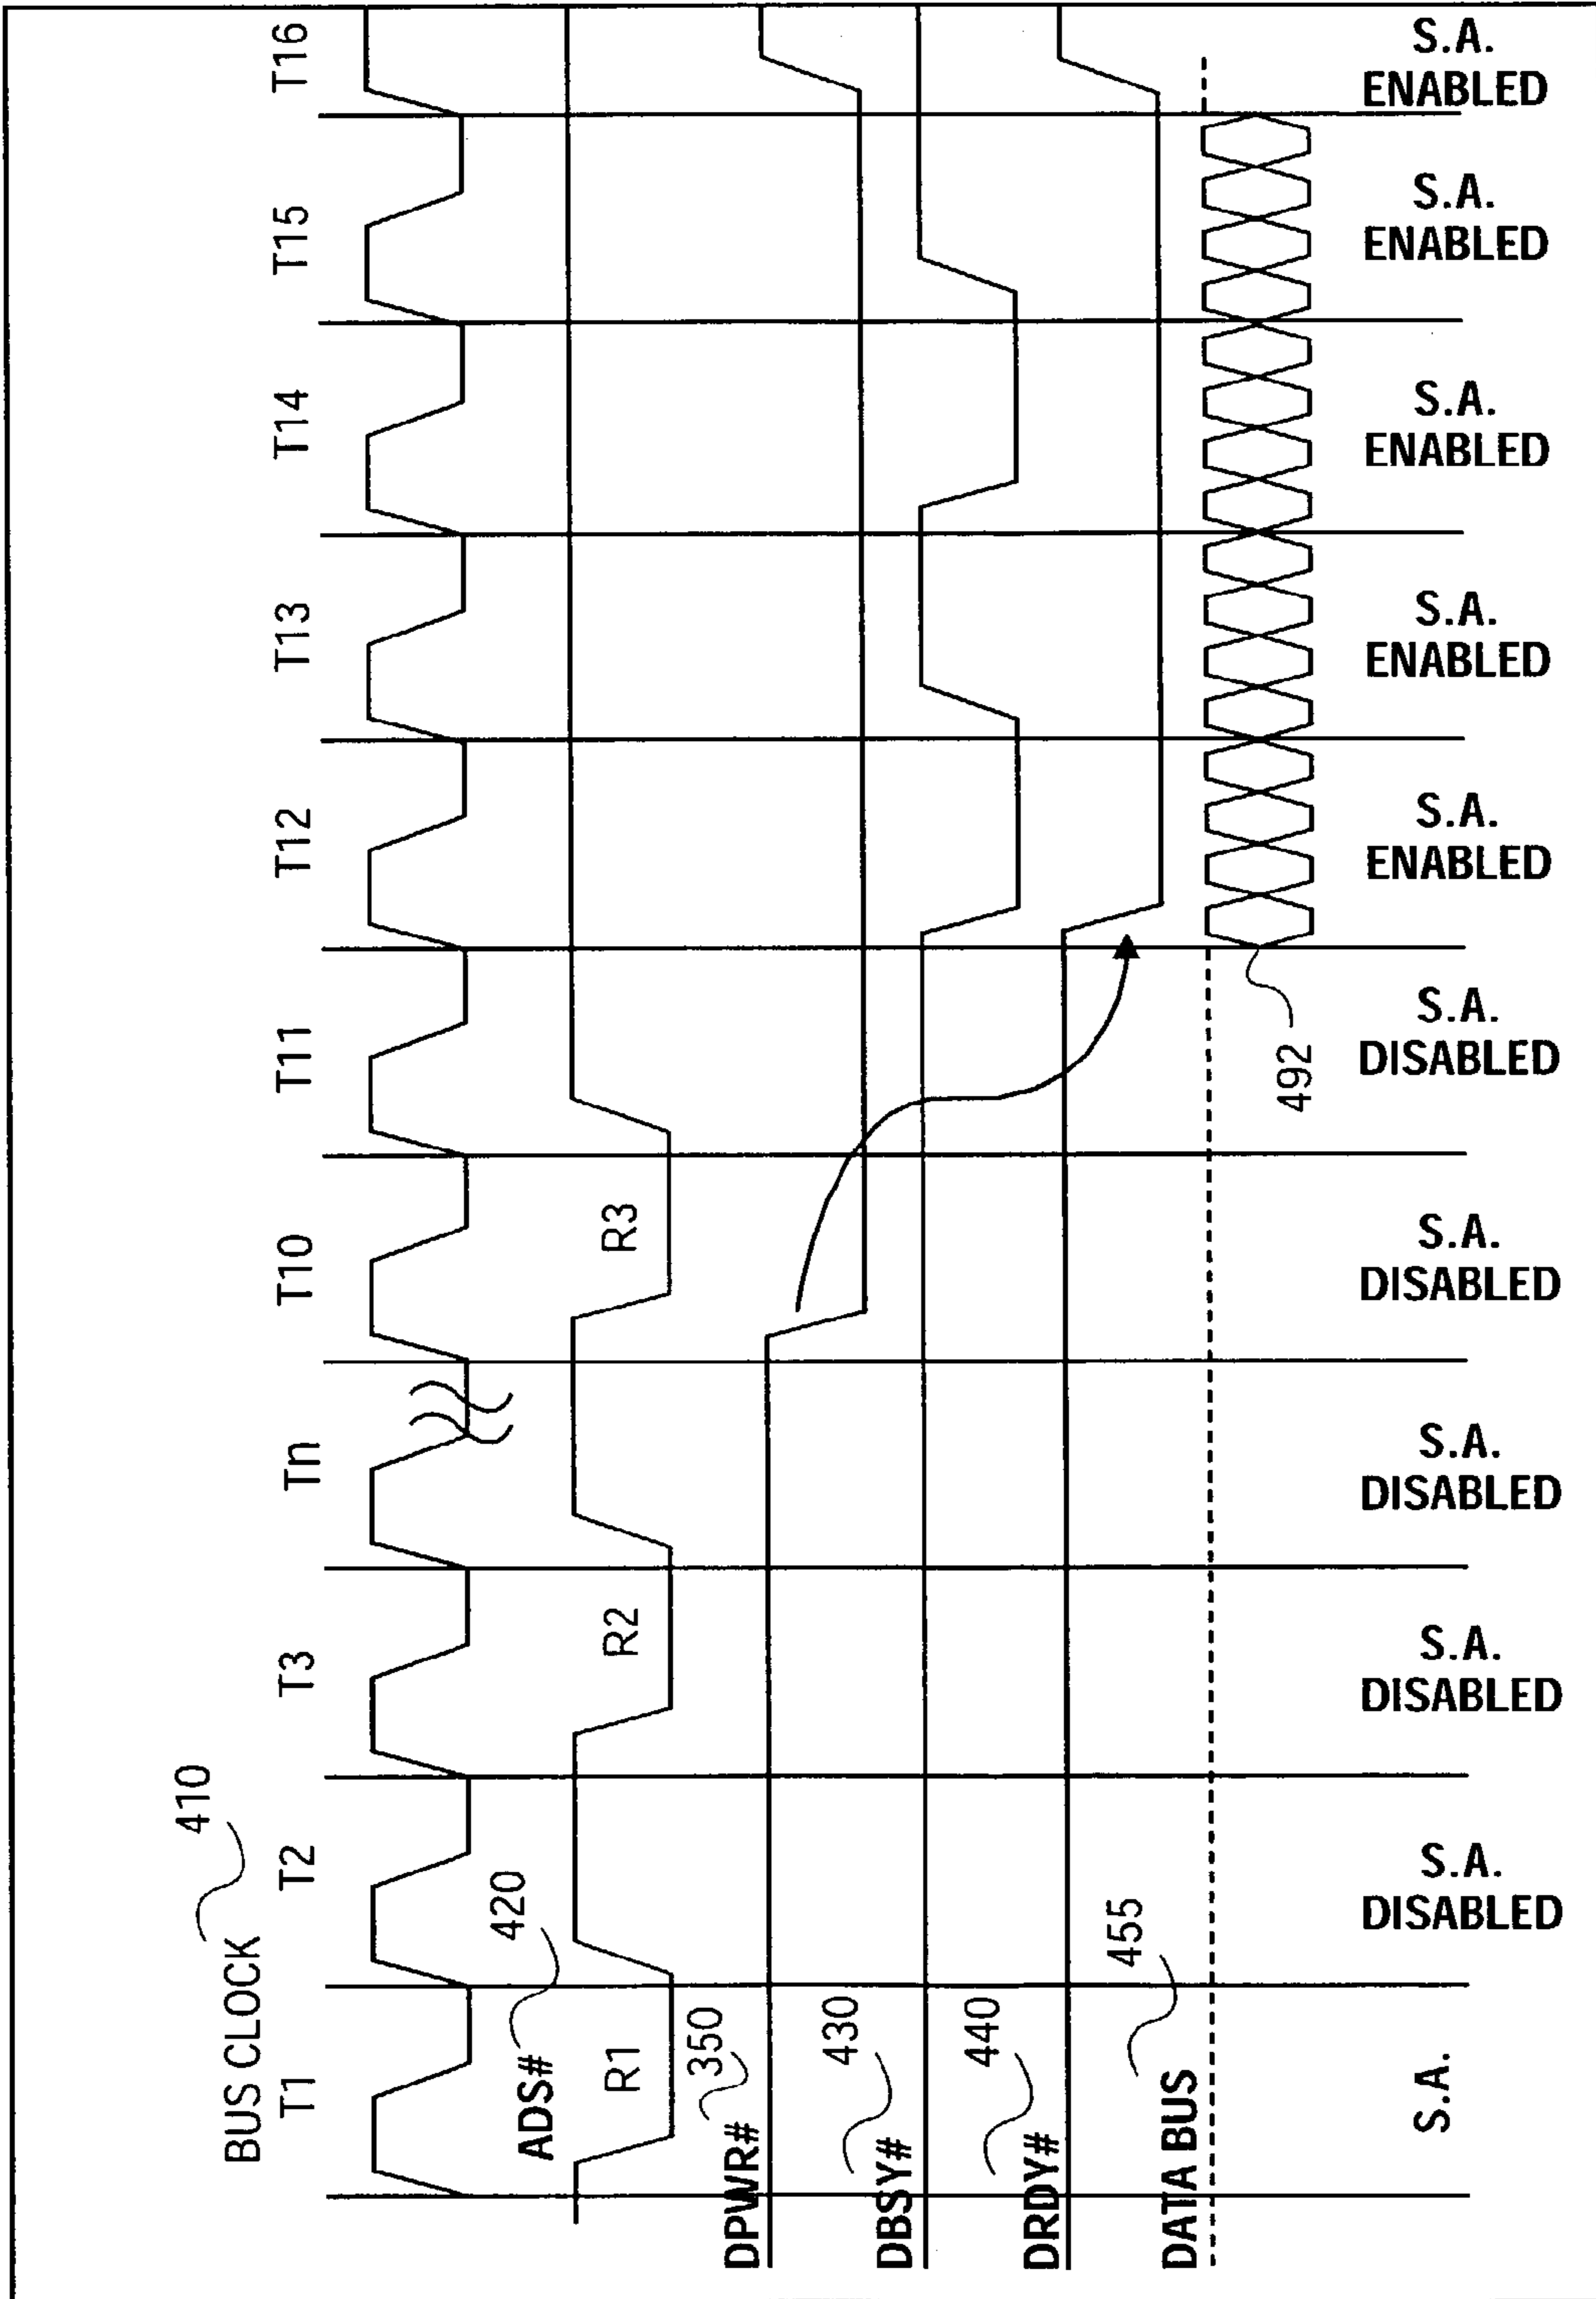 BUS CLOCK 410
T1 T2 T3 Tn T10 T11 T12 T13 T14 T15 T16
ADS# 420
R1 R2 R3
DPWR# 350
DBSY# 430
DRDY# 440
DATA BUS 455
492
S.A. S.A. S.A. S.A. S.A. S.A. S.A. S.A. S.A. S.A. S.A.
DISABLED DISABLED DISABLED DISABLED DISABLED ENABLED ENABLED ENABLED ENABLED ENABLED